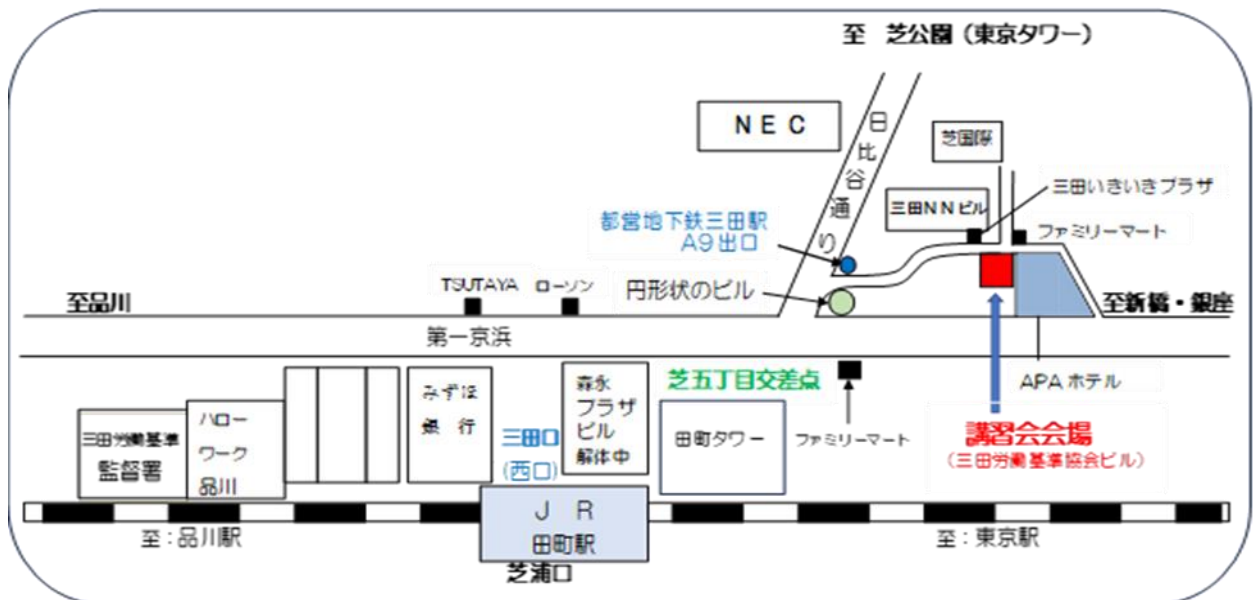 至　芝公園（東京タワー）
ＮＥＣ
日比谷通り
芝国際
三田いきいきプラザ
三田ＮＮビル
ファミリーマート
都営地下鉄三田駅
A9出口
TSUTAYA
ローソン
円形状のビル
至品川
至新橋・銀座
第一京浜
芝五丁目交差点
APAホテル
みずほ
銀　行
森永
プラザ
ビル
解体中
三田口
(西口)
田町タワー
ファミリーマート
講習会会場
（三田労働基準協会ビル）
三田労働基準
監督署
ハロー
ワーク
品川
ＪＲ
田町駅
至：品川駅
至：東京駅
芝浦口